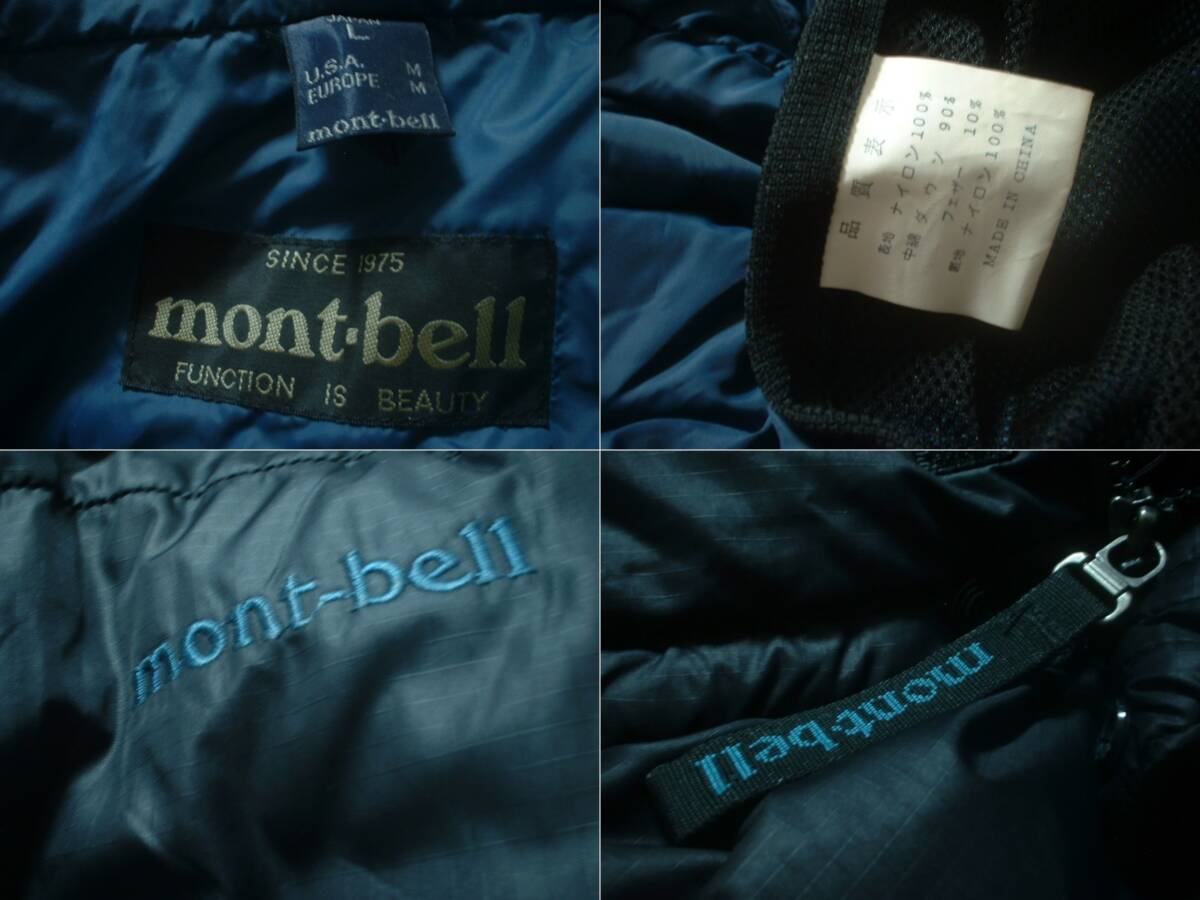 JAPAN
L
U.S.A. M
EUROPE M
mont·bell
SINCE 1975
mont·bell
FUNCTION IS BEAUTY
品質表示
表地 ナイロン100%
中綿 ダウン 90%
フェザー 10%
裏地 ナイロン100%
MADE IN CHINA
mont-bell
mont·bell